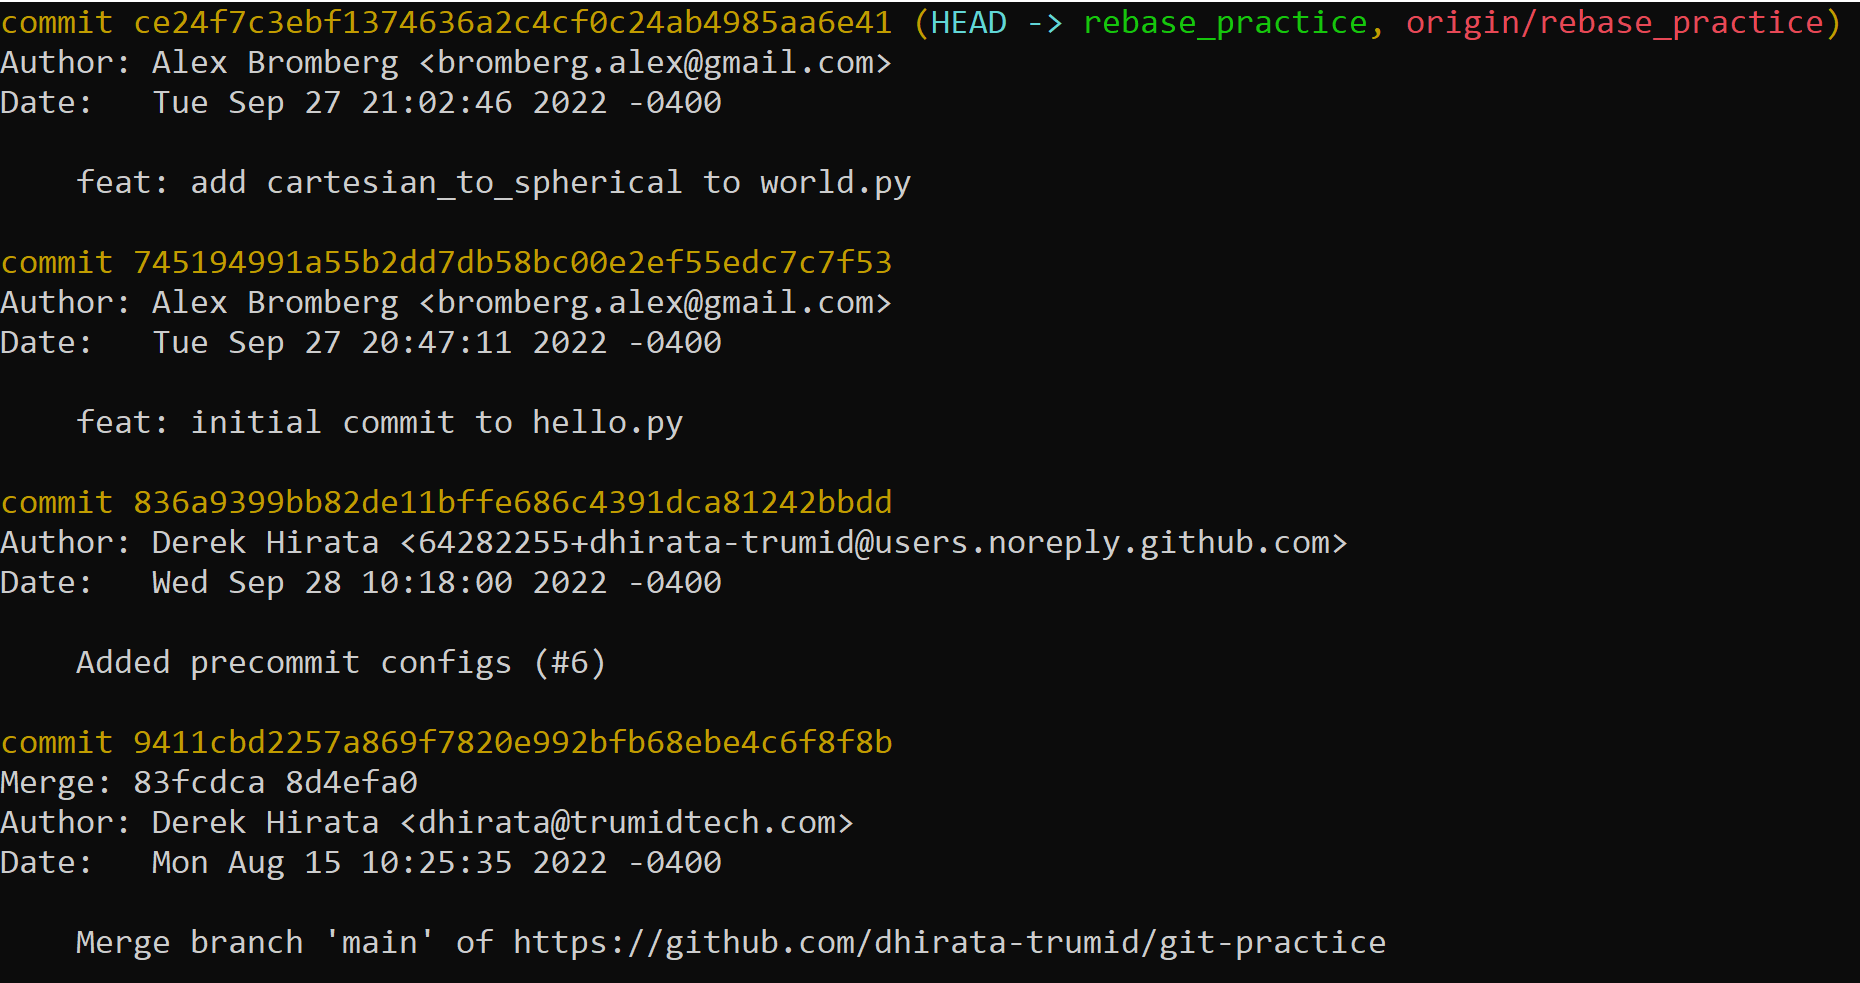 commit ce24f7c3ebf1374636a2c4cf0c24ab4985aa6e41 (HEAD -> rebase_practice, origin/rebase_practice)
Author: Alex Bromberg <bromberg.alex@gmail.com>
Date:   Tue Sep 27 21:02:46 2022 -0400
    feat: add cartesian_to_spherical to world.py
commit 745194991a55b2dd7db58bc00e2ef55edc7c7f53
Author: Alex Bromberg <bromberg.alex@gmail.com>
Date:   Tue Sep 27 20:47:11 2022 -0400
    feat: initial commit to hello.py
commit 836a9399bb82de11bffe686c4391dca81242bbdd
Author: Derek Hirata <64282255+dhirata-trumid@users.noreply.github.com>
Date:   Wed Sep 28 10:18:00 2022 -0400
    Added precommit configs (#6)
commit 9411cbd2257a869f7820e992bfb68ebe4c6f8f8b
Merge: 83fcdca 8d4efa0
Author: Derek Hirata <dhirata@trumidtech.com>
Date:   Mon Aug 15 10:25:35 2022 -0400
    Merge branch 'main' of https://github.com/dhirata-trumid/git-practice